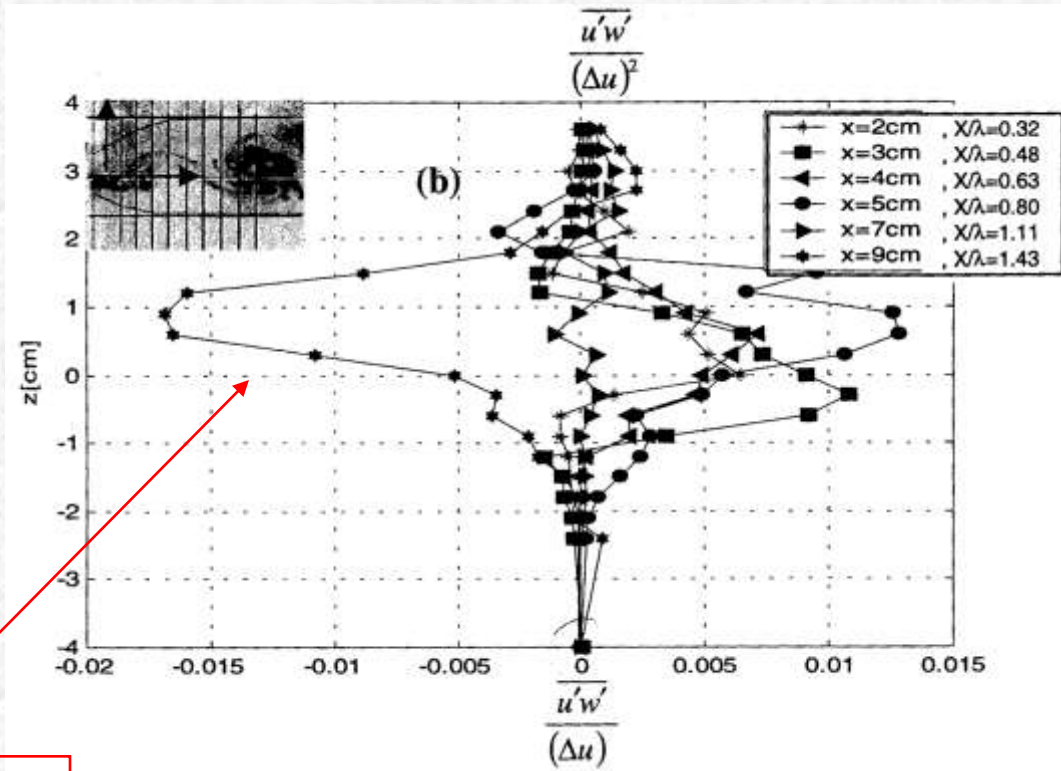 u'w'
(Δu)²
4
3
2
1
0
-1
-2
-3
-4
z[cm]
(b)
x=2cm , X/λ=0.32
x=3cm , X/λ=0.48
x=4cm , X/λ=0.63
x=5cm , X/λ=0.80
x=7cm , X/λ=1.11
x=9cm , X/λ=1.43
-0.02 -0.015 -0.01 -0.005 0 0.005 0.01 0.015
u'w'
(Δu)